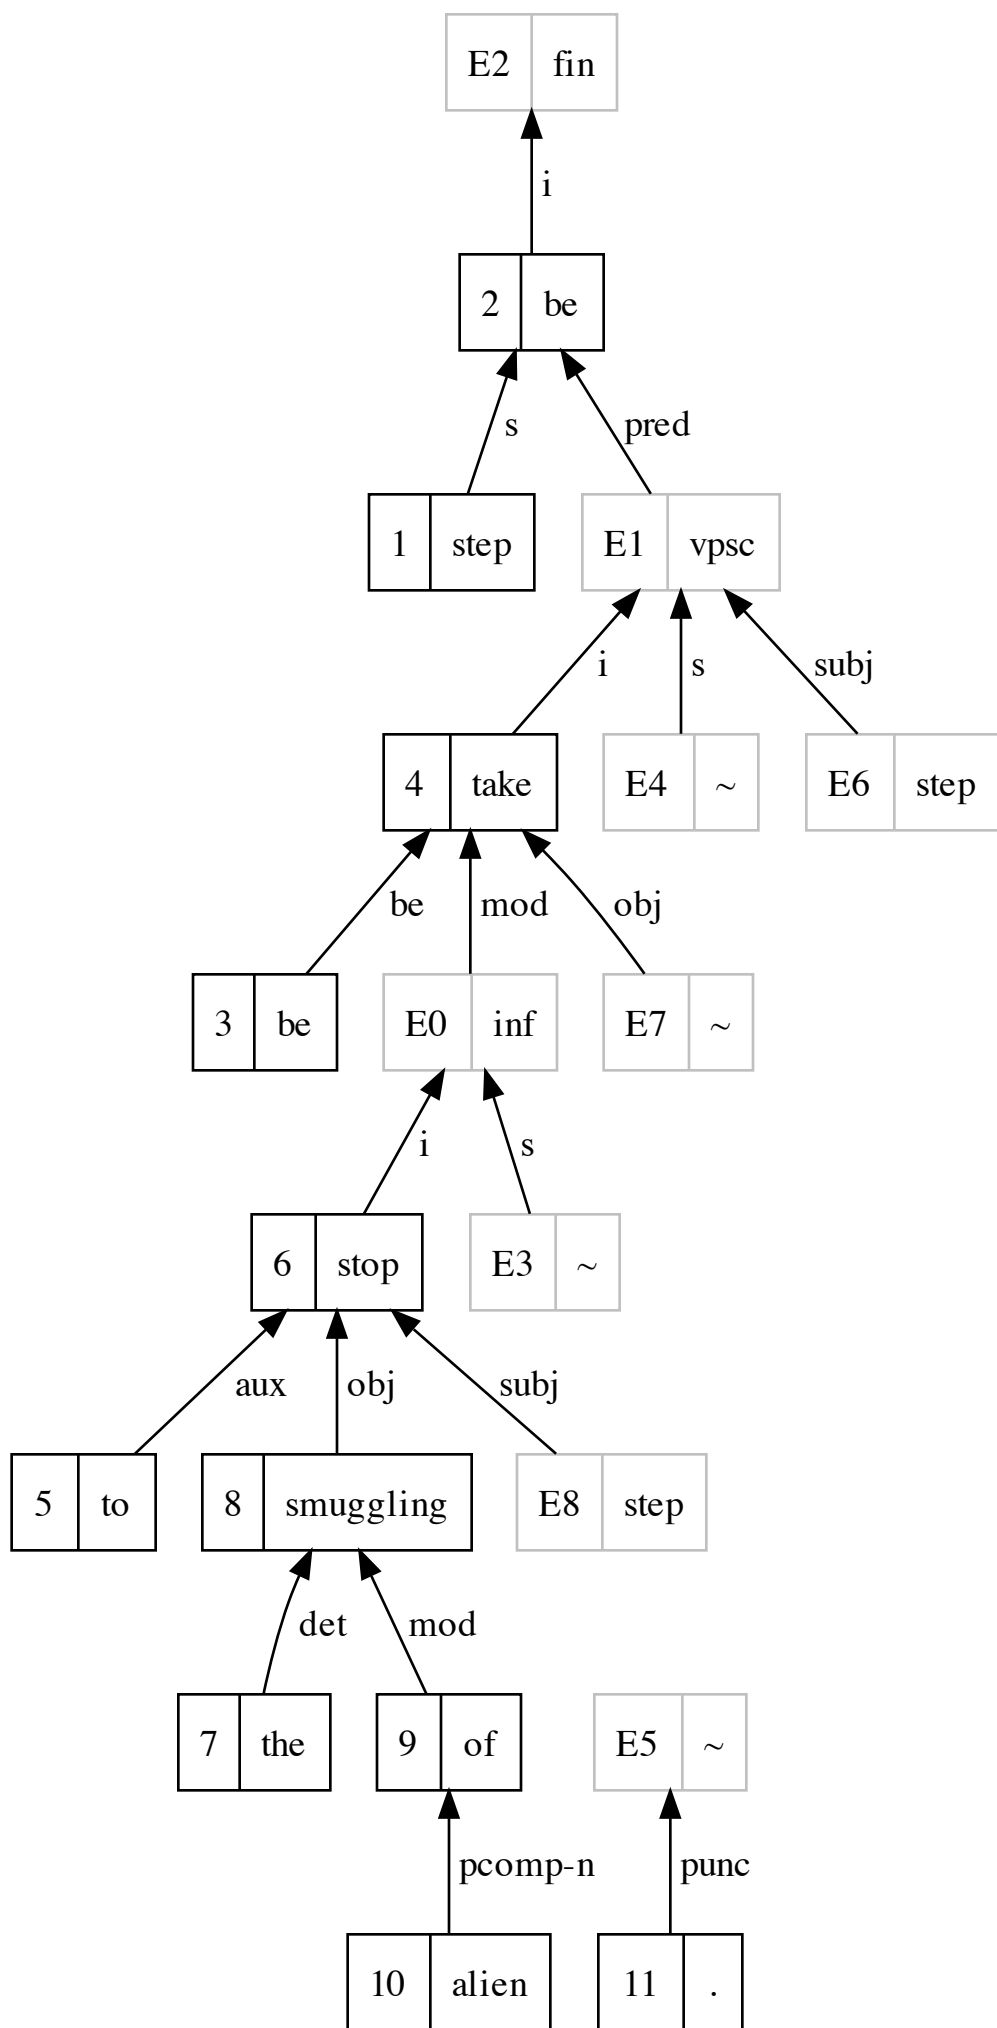 E2 fin
i
2 be
s pred
1 step E1 vpsc
i s subj
4 take E4 ~ E6 step
be mod obj
3 be E0 inf E7 ~
i s
6 stop E3 ~
aux obj subj
5 to 8 smuggling E8 step
det mod
7 the 9 of E5 ~
pcomp-n punc
10 alien 11 .